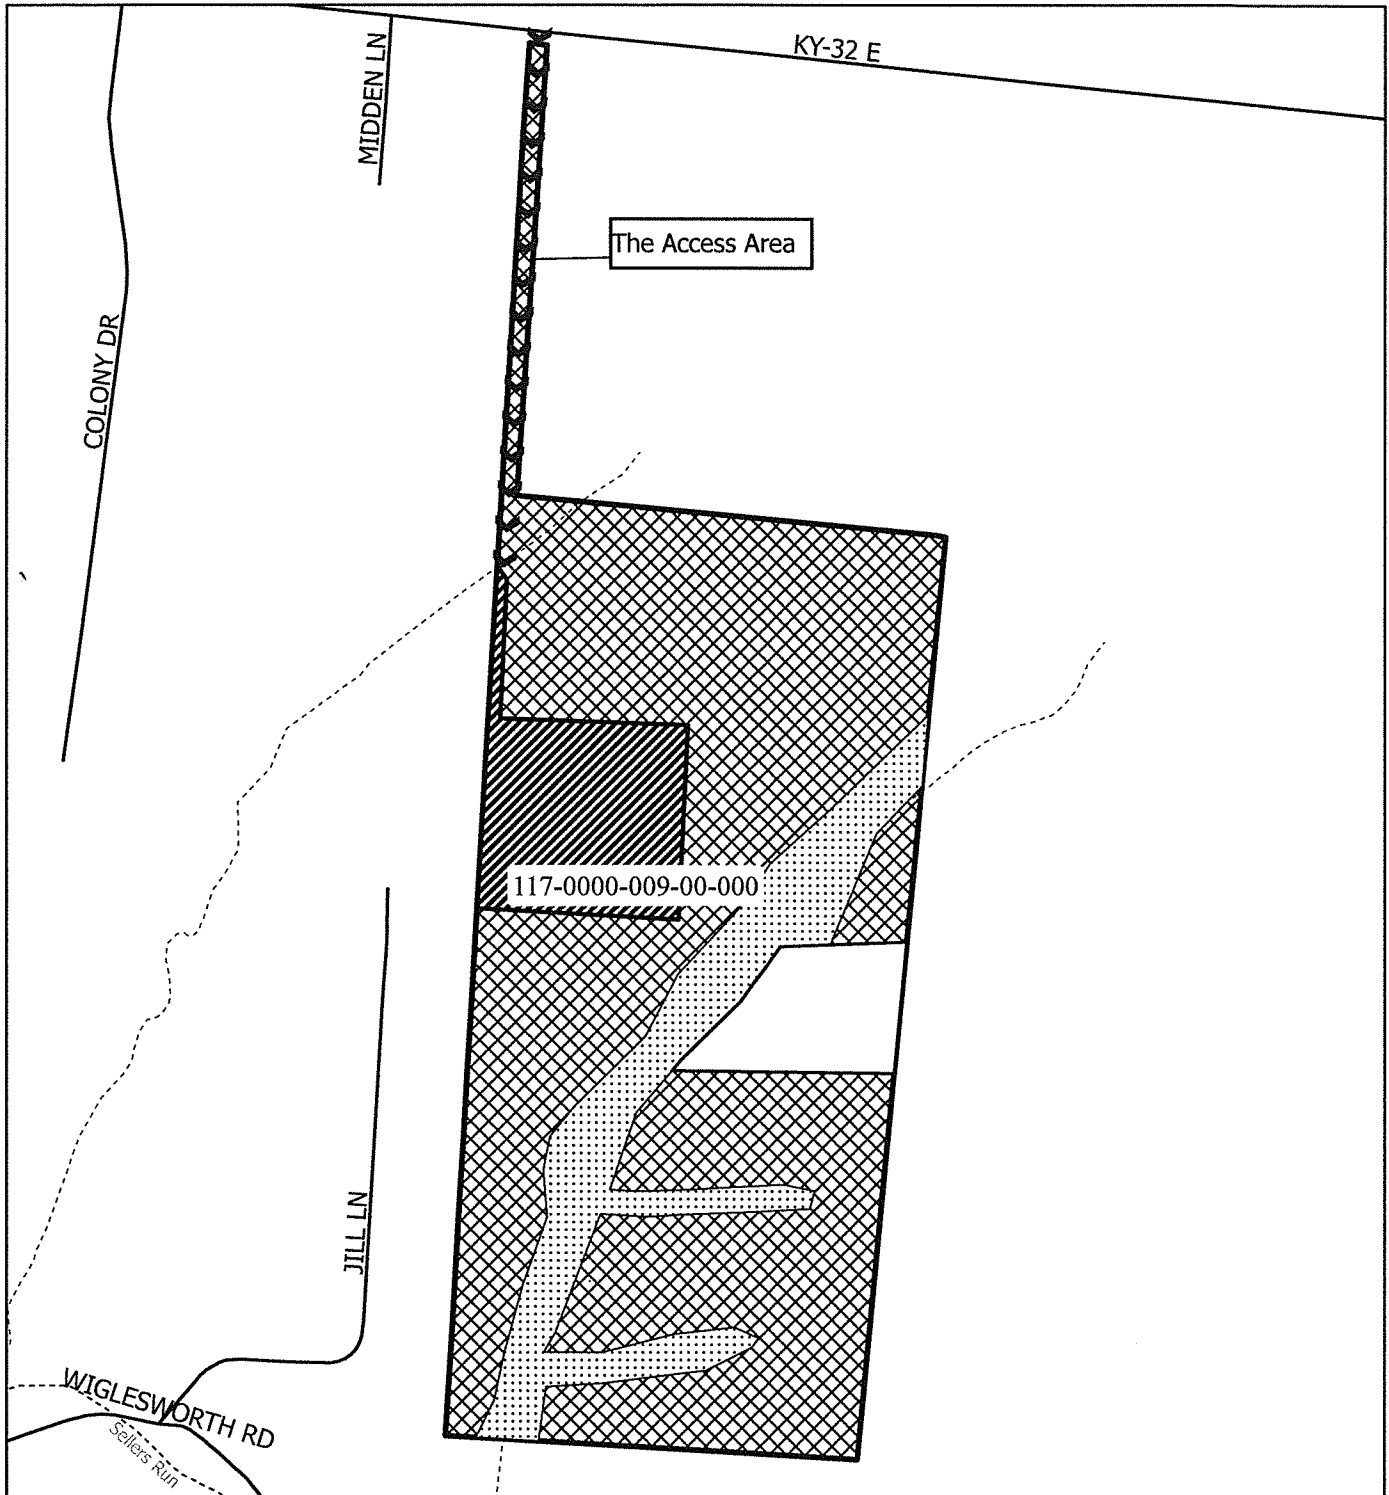 KY-32 E
MIDDEN LN
The Access Area
COLONY DR
117-0000-009-00-000
JILL LN
WIGLESWORTH RD
Sellers Run